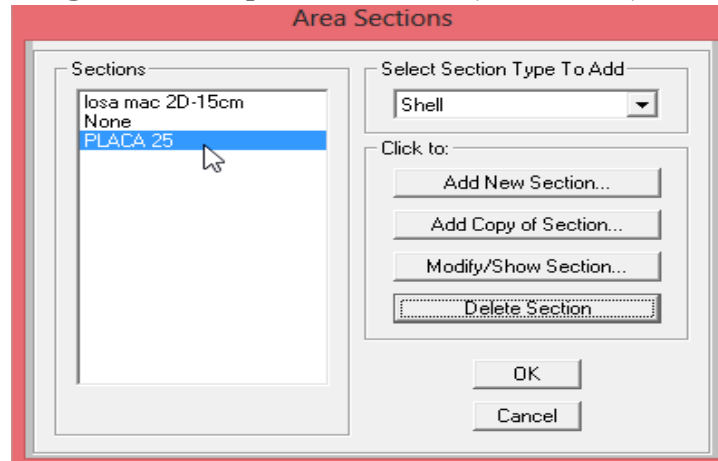 Area Sections
Sections
losa mac 2D-15cm
None
PLACA 25
Select Section Type To Add
Shell
Click to:
Add New Section...
Add Copy of Section...
Modify/Show Section...
Delete Section
OK
Cancel